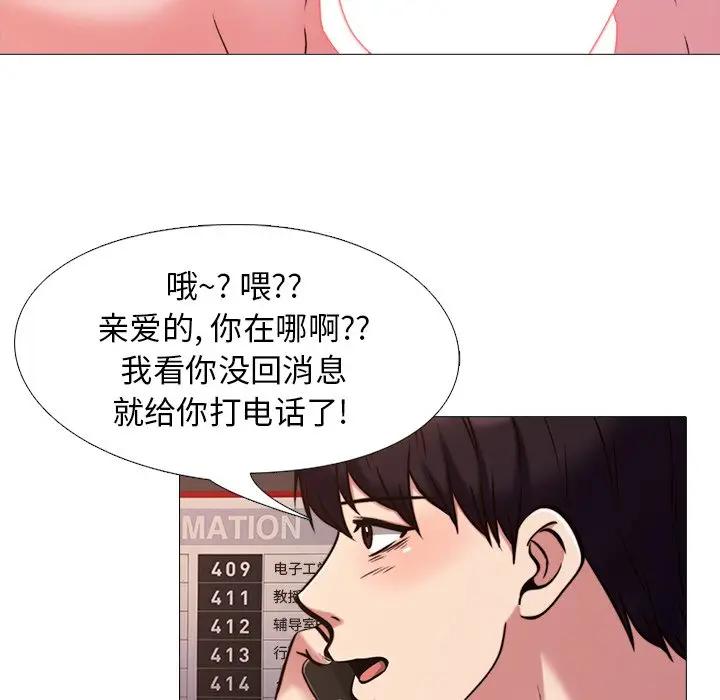 哦~? 喂??
亲爱的, 你在哪啊??
我看你没回消息
就给你打电话了!
MATION
409 电子工
411 教授
412 辅导室
413 行
414